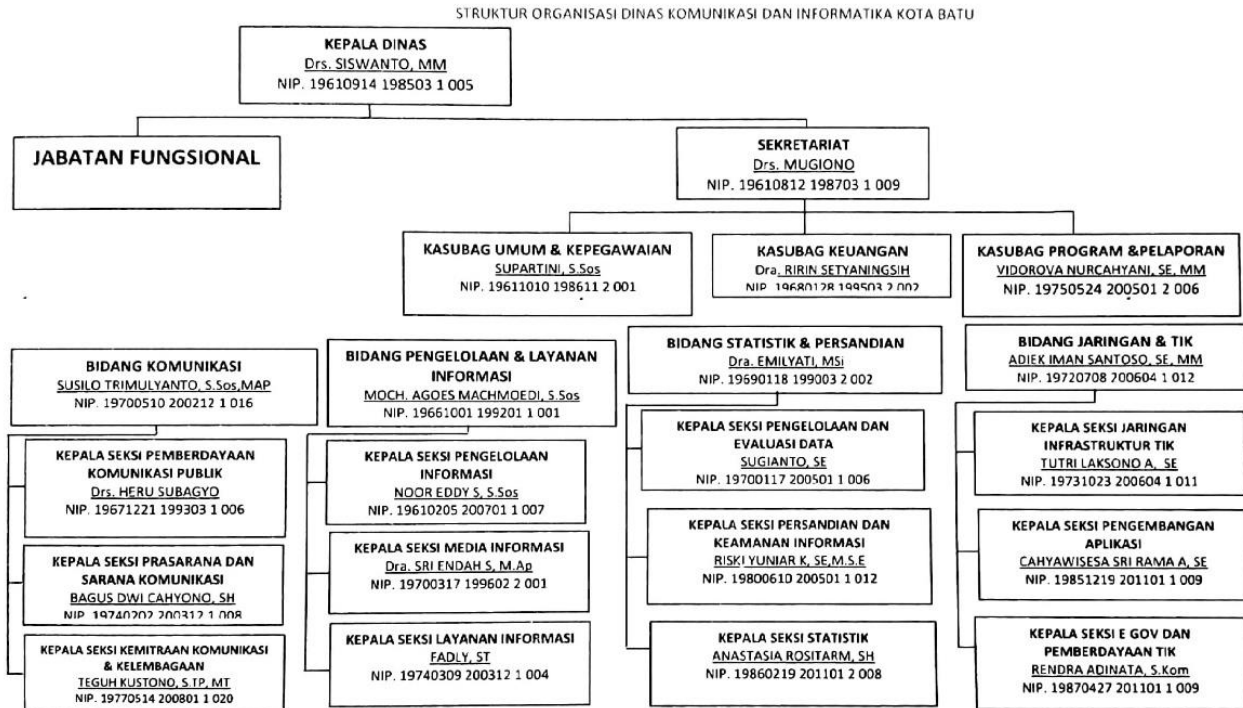 STRUKTUR ORGANISASI DINAS KOMUNIKASI DAN INFORMATIKA KOTA BATU
KEPALA DINAS
Drs. SISWANTO, MM
NIP. 19610914 198503 1 005
JABATAN FUNGSIONAL
SEKRETARIAT
Drs. MUGIONO
NIP. 19610812 198703 1 009
KASUBAG UMUM & KEPEGAWAIAN
SUPARTINI, S.Sos
NIP. 19611010 198611 2 001
KASUBAG KEUANGAN
Dra. RIRIN SETYANINGSIH
NIP. 19680128 199503 2 002
KASUBAG PROGRAM &PELAPORAN
VIDOROVA NURCAHYANI, SE, MM
NIP. 19750524 200501 2 006
BIDANG KOMUNIKASI
SUSILO TRIMULYANTO, S.Sos,MAP
NIP. 19700510 200212 1 016
KEPALA SEKSI PEMBERDAYAAN
KOMUNIKASI PUBLIK
Drs. HERU SUBAGYO
NIP. 19671221 199303 1 006
KEPALA SEKSI PRASARANA DAN
SARANA KOMUNIKASI
BAGUS DWI CAHYONO, SH
NIP. 19740202 200312 1 008
KEPALA SEKSI KEMITRAAN KOMUNIKASI
& KELEMBAGAAN
TEGUH KUSTONO, S.TP, MT
NIP. 19770514 200801 1 020
BIDANG PENGELOLAAN & LAYANAN
INFORMASI
MOCH. AGOES MACHMOEDI, S.Sos
NIP. 19661001 199201 1 001
KEPALA SEKSI PENGELOLAAN
INFORMASI
NOOR EDDY S, S.Sos
NIP. 19610205 200701 1 007
KEPALA SEKSI MEDIA INFORMASI
Dra. SRI ENDAH S, M.Ap
NIP. 19700317 199602 2 001
KEPALA SEKSI LAYANAN INFORMASI
FADLY, ST
NIP. 19740309 200312 1 004
BIDANG STATISTIK & PERSANDIAN
Dra. EMILYATI, MSi
NIP. 19690118 199003 2 002
KEPALA SEKSI PENGELOLAAN DAN
EVALUASI DATA
SUGIANTO, SE
NIP. 19700117 200501 1 006
KEPALA SEKSI PERSANDIAN DAN
KEAMANAN INFORMASI
RISKI YUNIAR K, SE,M.S.E
NIP. 19800610 200501 1 012
KEPALA SEKSI STATISTIK
ANASTASIA ROSITARM, SH
NIP. 19860219 201101 2 008
BIDANG JARINGAN & TIK
ADIEK IMAN SANTOSO, SE, MM
NIP. 19720708 200604 1 012
KEPALA SEKSI JARINGAN
INFRASTRUKTUR TIK
TUTRI LAKSONO A, SE
NIP. 19731023 200604 1 011
KEPALA SEKSI PENGEMBANGAN
APLIKASI
CAHYAWISESA SRI RAMA A, SE
NIP. 19851219 201101 1 009
KEPALA SEKSI E GOV DAN
PEMBERDAYAAN TIK
RENDRA ADINATA, S.Kom
NIP. 19870427 201101 1 009